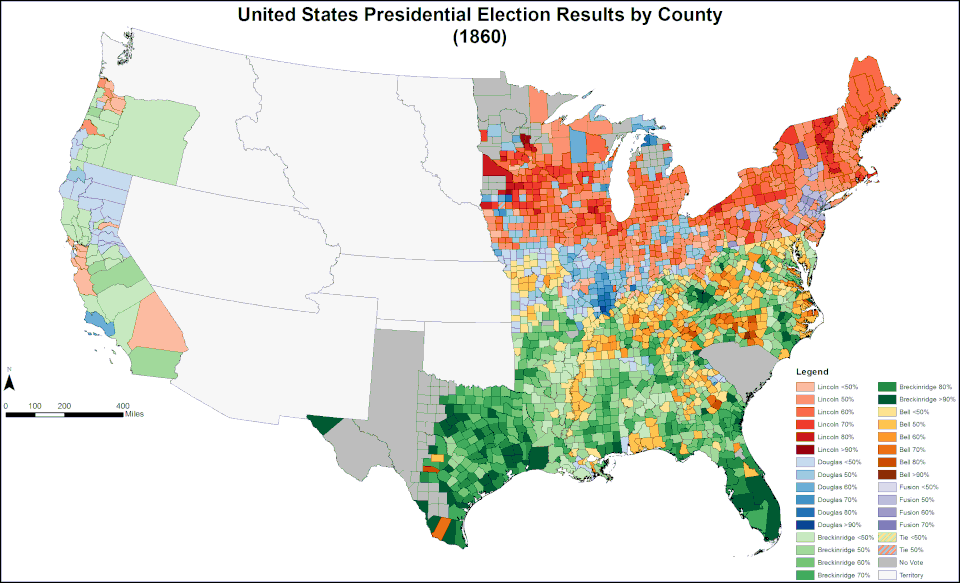 United States Presidential Election Results by County
(1860)
N
0 100 200 400 Miles
Legend
Lincoln <50%
Lincoln 50%
Lincoln 60%
Lincoln 70%
Lincoln 80%
Lincoln >90%
Douglas <50%
Douglas 50%
Douglas 60%
Douglas 70%
Douglas 80%
Douglas >90%
Breckinridge <50%
Breckinridge 50%
Breckinridge 60%
Breckinridge 70%
Breckinridge 80%
Breckinridge >90%
Bell <50%
Bell 50%
Bell 60%
Bell 70%
Bell 80%
Bell >90%
Fusion <50%
Fusion 50%
Fusion 60%
Fusion 70%
Tie <50%
Tie 50%
No Vote
Territory